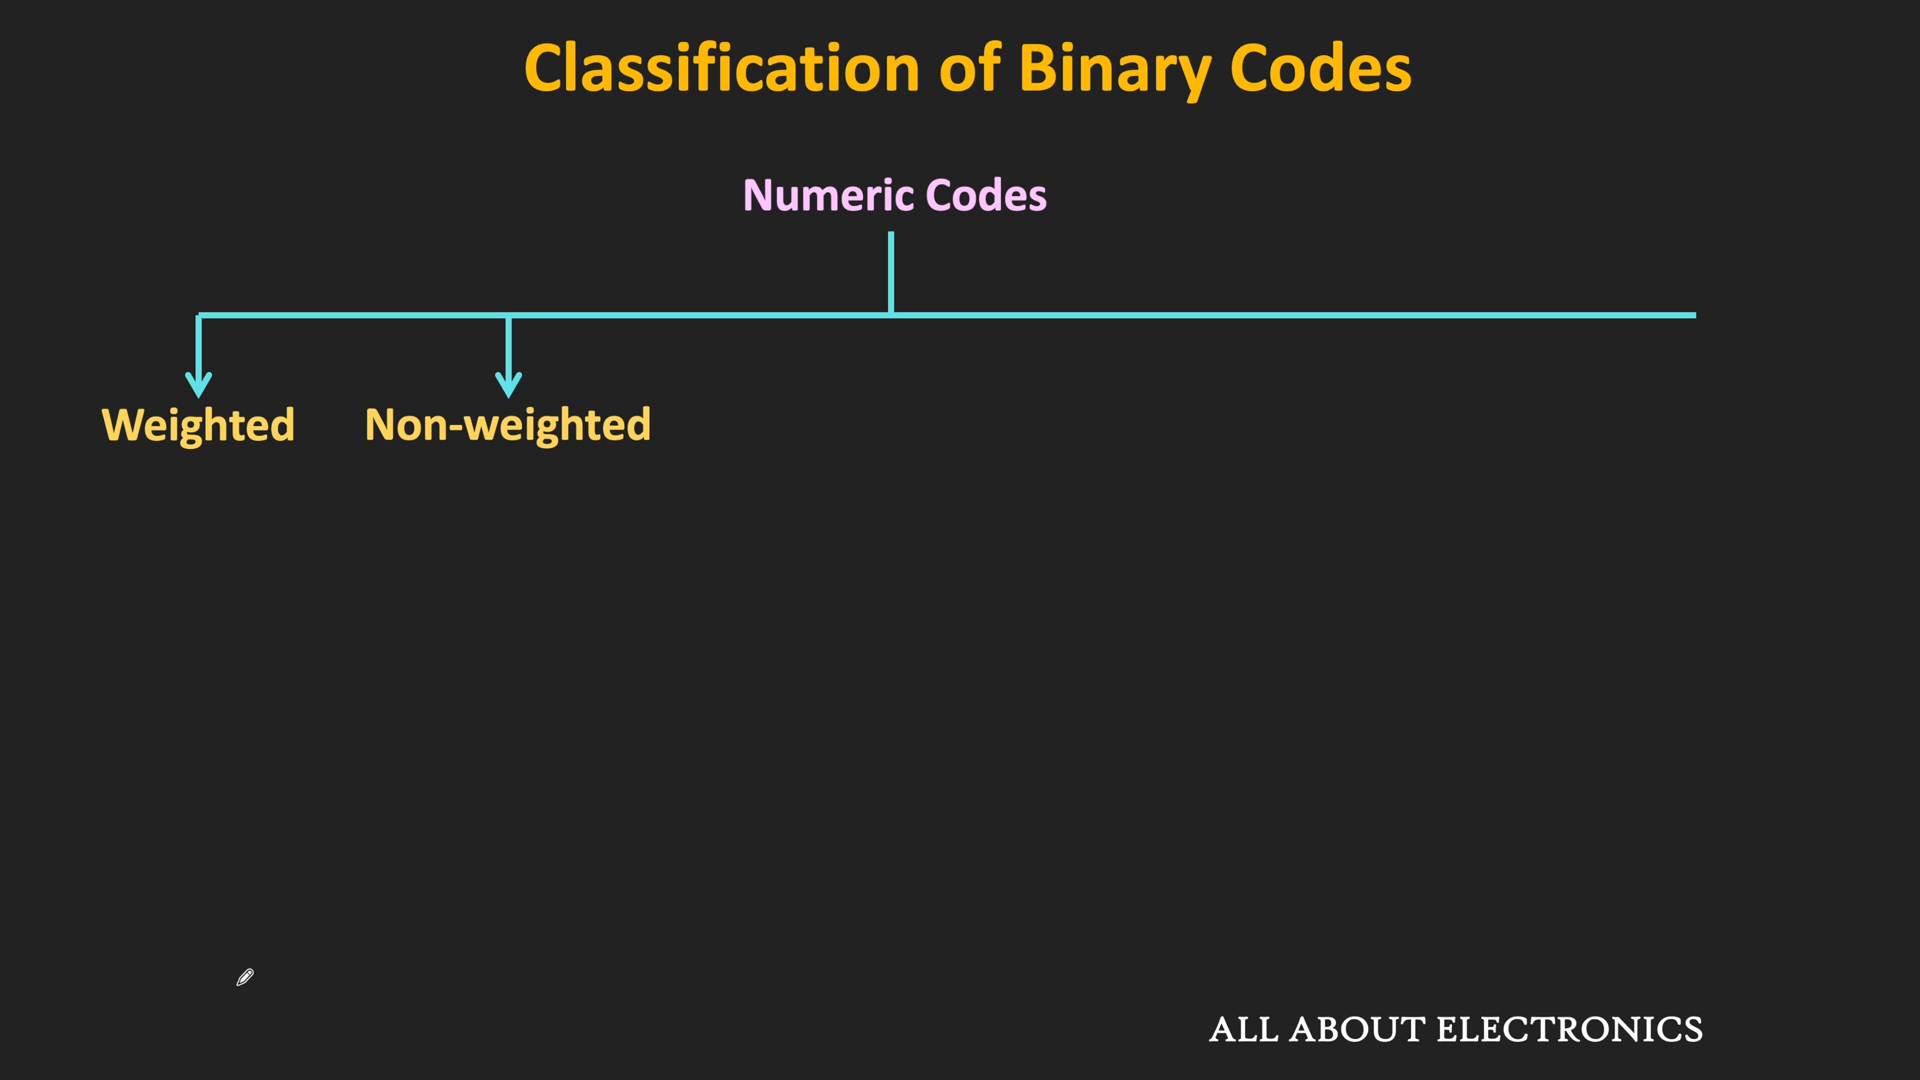 Classification of Binary Codes
Numeric Codes
Weighted
Non-weighted
ALL ABOUT ELECTRONICS